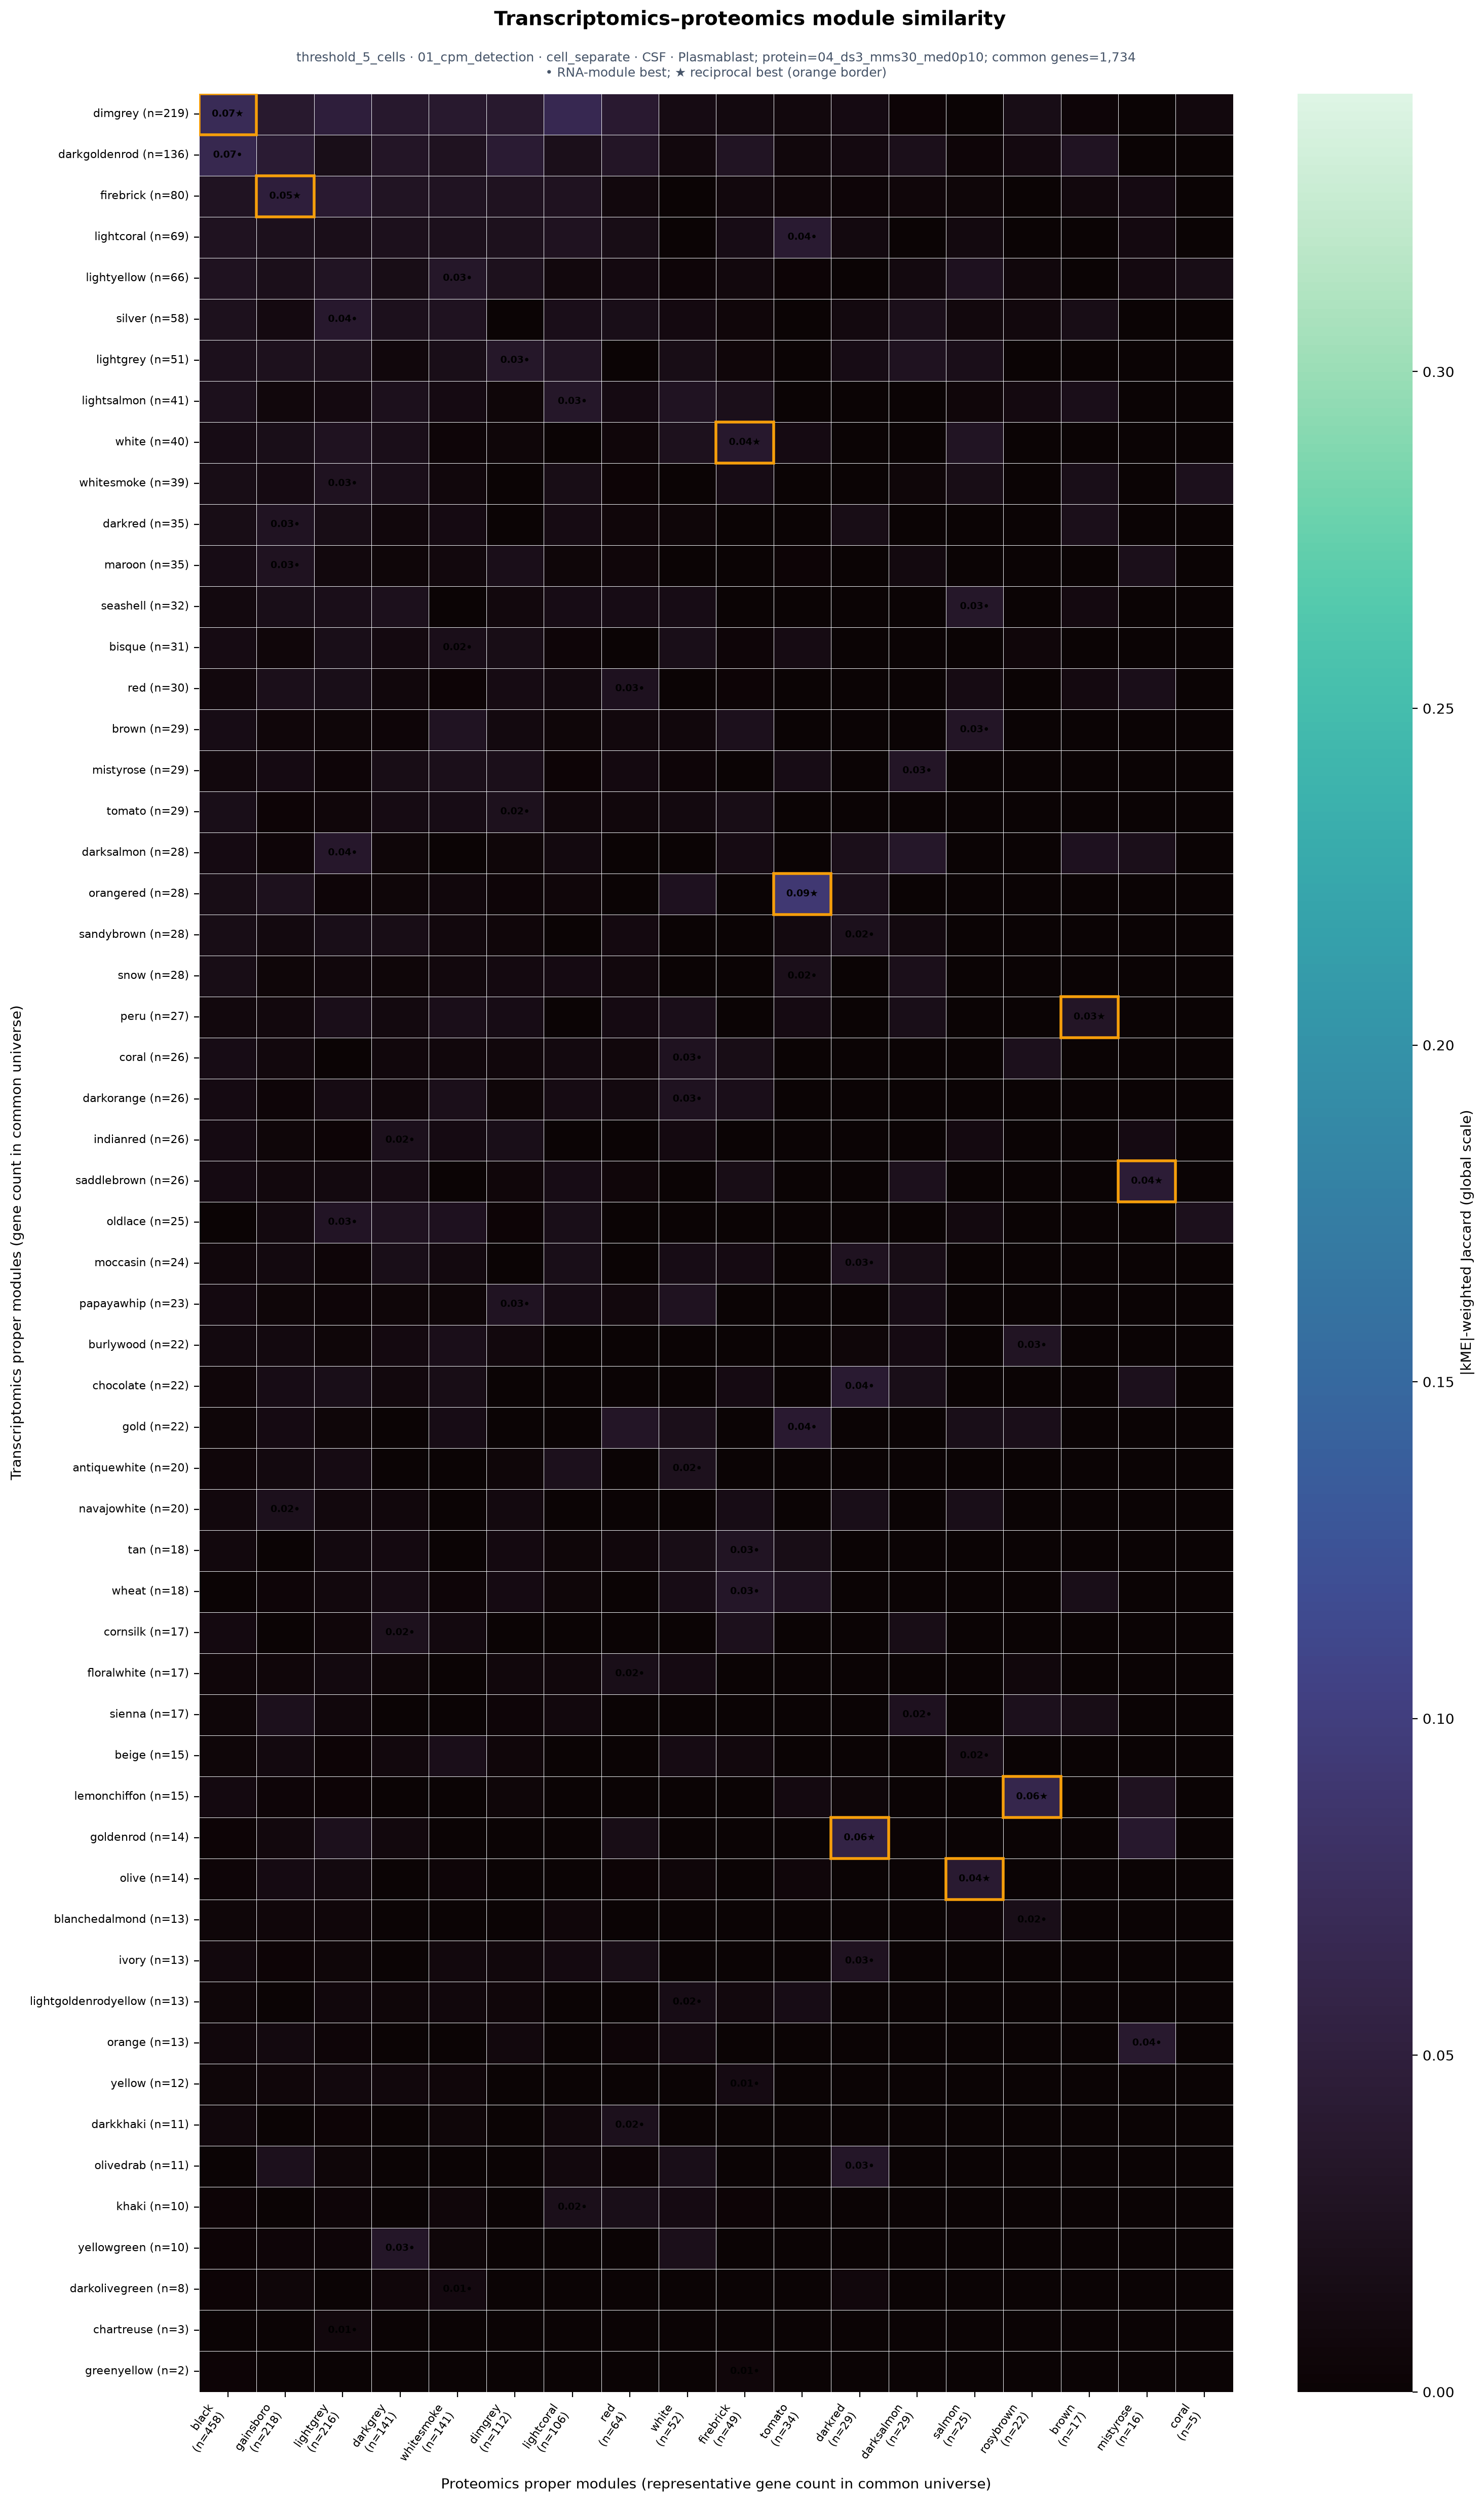 Transcriptomics–proteomics module similarity
threshold_5_cells · 01_cpm_detection · cell_separate · CSF · Plasmablast; protein=04_ds3_mms30_med0p10; common genes=1,734
• RNA-module best; ★ reciprocal best (orange border)
Transcriptomics proper modules (gene count in common universe)
dimgrey (n=219) 0.07★
darkgoldenrod (n=136) 0.07•
firebrick (n=80) 0.05★
lightcoral (n=69) 0.04•
lightyellow (n=66) 0.03•
silver (n=58) 0.04•
lightgrey (n=51) 0.03•
lightsalmon (n=41) 0.03•
white (n=40) 0.04★
whitesmoke (n=39) 0.03•
darkred (n=35) 0.03•
maroon (n=35) 0.03•
seashell (n=32) 0.03•
bisque (n=31) 0.02•
red (n=30) 0.03•
brown (n=29) 0.03•
mistyrose (n=29) 0.03•
tomato (n=29) 0.02•
darksalmon (n=28) 0.04•
orangered (n=28) 0.09★
sandybrown (n=28) 0.02•
snow (n=28) 0.02•
peru (n=27) 0.03★
coral (n=26) 0.03•
darkorange (n=26) 0.03•
indianred (n=26) 0.02•
saddlebrown (n=26) 0.04★
oldlace (n=25) 0.03•
moccasin (n=24) 0.03•
papayawhip (n=23) 0.03•
burlywood (n=22) 0.03•
chocolate (n=22) 0.04•
gold (n=22) 0.04•
antiquewhite (n=20) 0.02•
navajowhite (n=20) 0.02•
tan (n=18) 0.03•
wheat (n=18) 0.03•
cornsilk (n=17) 0.02•
floralwhite (n=17) 0.02•
sienna (n=17) 0.02•
beige (n=15) 0.02•
lemonchiffon (n=15) 0.06★
goldenrod (n=14) 0.06★
olive (n=14) 0.04★
blanchedalmond (n=13) 0.02•
ivory (n=13) 0.03•
lightgoldenrodyellow (n=13) 0.02•
orange (n=13) 0.04•
yellow (n=12) 0.01•
darkkhaki (n=11) 0.02•
olivedrab (n=11) 0.03•
khaki (n=10) 0.02•
yellowgreen (n=10) 0.03•
darkolivegreen (n=8) 0.01•
chartreuse (n=3) 0.01•
greenyellow (n=2) 0.01•
black
(n=458)
gainsboro
(n=218)
lightgrey
(n=216)
darkgrey
(n=141)
whitesmoke
(n=141)
dimgrey
(n=112)
lightcoral
(n=106)
red
(n=64)
white
(n=52)
firebrick
(n=49)
tomato
(n=34)
darkred
(n=29)
darksalmon
(n=29)
salmon
(n=25)
rosybrown
(n=22)
brown
(n=17)
mistyrose
(n=16)
coral
(n=5)
Proteomics proper modules (representative gene count in common universe)
0.30
0.25
0.20
0.15
0.10
0.05
0.00
|kME|-weighted Jaccard (global scale)